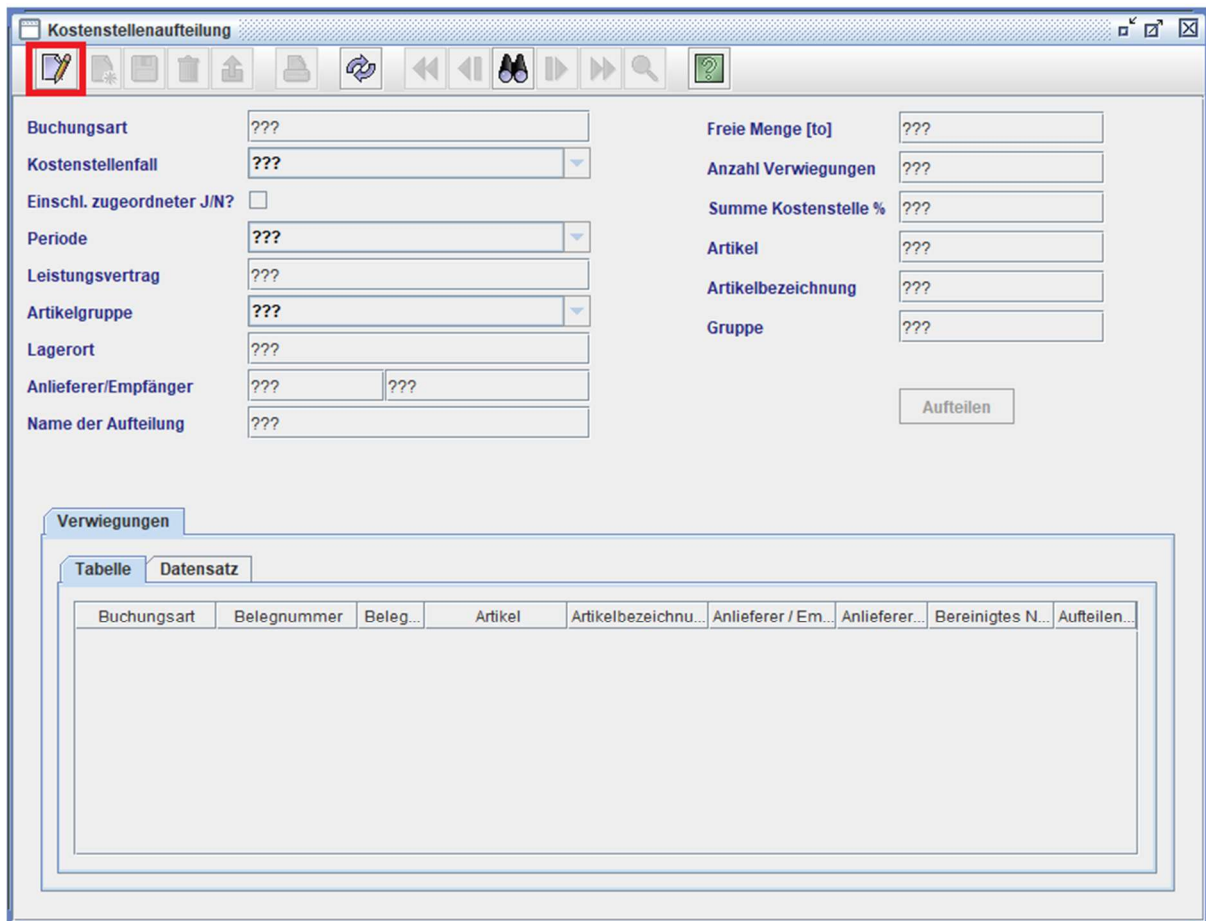 Kostenstellenaufteilung
Buchungsart ???
Kostenstellenfall ???
Einschl. zugeordneter J/N?
Periode ???
Leistungsvertrag ???
Artikelgruppe ???
Lagerort ???
Anlieferer/Empfänger ??? ???
Name der Aufteilung ???
Freie Menge [to] ???
Anzahl Verwiegungen ???
Summe Kostenstelle % ???
Artikel ???
Artikelbezeichnung ???
Gruppe ???
Aufteilen
Verwiegungen
Tabelle Datensatz
Buchungsart Belegnummer Beleg... Artikel Artikelbezeichnu... Anlieferer / Em... Anlieferer... Bereinigtes N... Aufteilen...